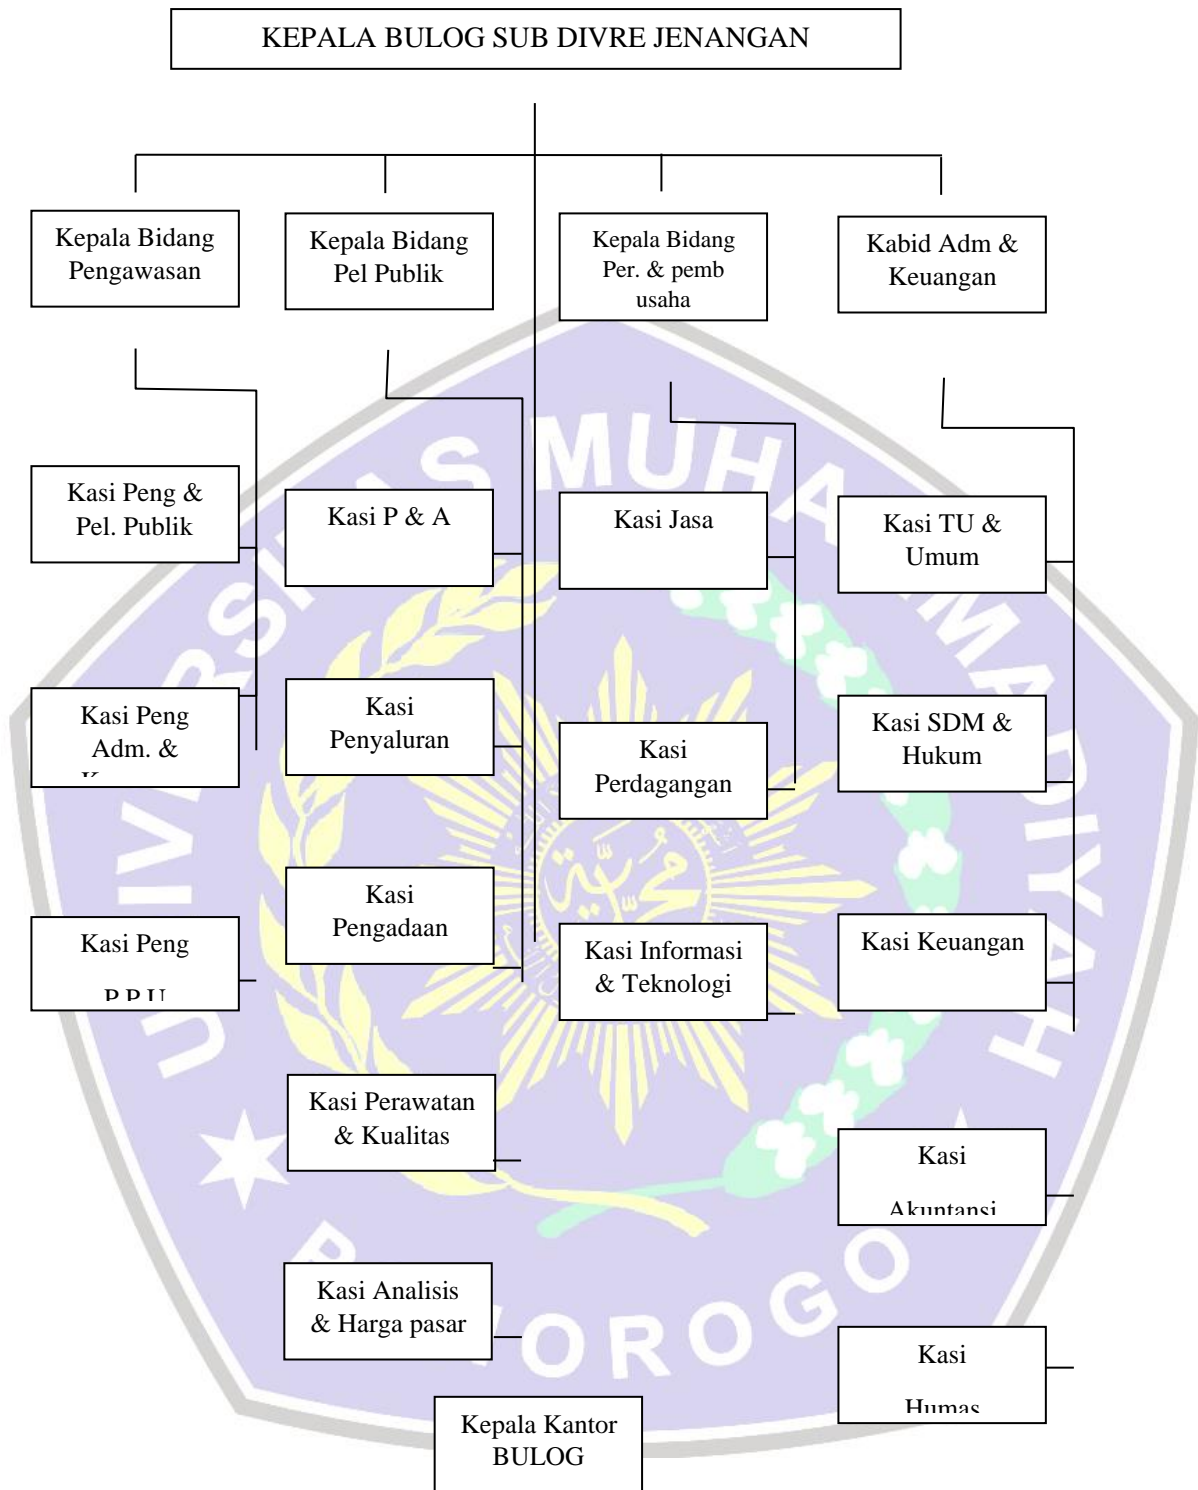 KEPALA BULOG SUB DIVRE JENANGAN
Kepala Bidang
Pengawasan
Kepala Bidang
Pel Publik
Kepala Bidang
Per. & pemb
usaha
Kabid Adm &
Keuangan
Kasi Peng &
Pel. Publik
Kasi P & A
Kasi Jasa
Kasi TU &
Umum
Kasi Peng
Adm. &
Kasi
Penyaluran
Kasi
Perdagangan
Kasi SDM &
Hukum
Kasi Peng
Kasi
Pengadaan
Kasi Informasi
& Teknologi
Kasi Keuangan
Kasi Perawatan
& Kualitas
Kasi
Akuntansi
Kasi Analisis
& Harga pasar
Kasi
Humas
Kepala Kantor
BULOG